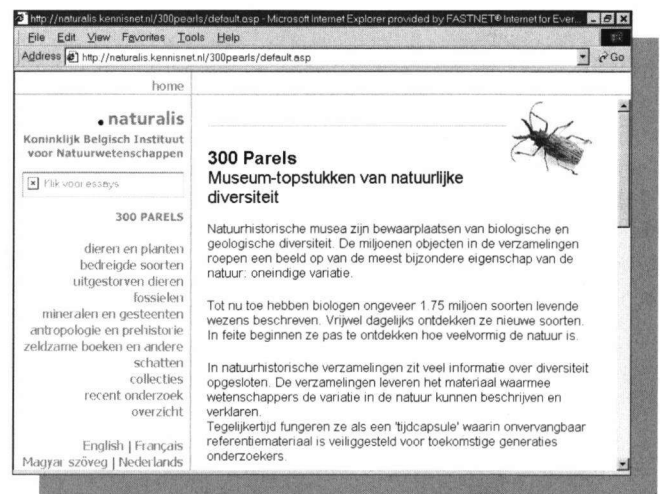 http://naturalis.kennisnet.nl/300pearls/default.asp - Microsoft Internet Explorer provided by FASTNET® Internet for Ever...
File Edit View Favorites Tools Help
Address http://naturalis.kennisnet.nl/300pearls/default.asp Go
home
.naturalis
Koninklijk Belgisch Instituut
voor Natuurwetenschappen
Klik voor essays
300 PARELS
dieren en planten
bedreigde soorten
uitgestorven dieren
fossielen
mineralen en gesteenten
antropologie en prehistorie
zeldzame boeken en andere
schatten
collecties
recent onderzoek
overzicht
English | Français
Magyar szöveg | Nederlands
300 Parels
Museum-topstukken van natuurlijke
diversiteit
Natuurhistorische musea zijn bewaarplaatsen van biologische en
geologische diversiteit. De miljoenen objecten in de verzamelingen
roepen een beeld op van de meest bijzondere eigenschap van de
natuur: oneindige variatie.
Tot nu toe hebben biologen ongeveer 1.75 miljoen soorten levende
wezens beschreven. Vrijwel dagelijks ontdekken ze nieuwe soorten.
In feite beginnen ze pas te ontdekken hoe veelvormig de natuur is.
In natuurhistorische verzamelingen zit veel informatie over diversiteit
opgesloten. De verzamelingen leveren het materiaal waarmee
wetenschappers de variatie in de natuur kunnen beschrijven en
verklaren.
Tegelijkertijd fungeren ze als een 'tijdcapsule' waarin onvervangbaar
referentiemateriaal is veiliggesteld voor toekomstige generaties
onderzoekers.